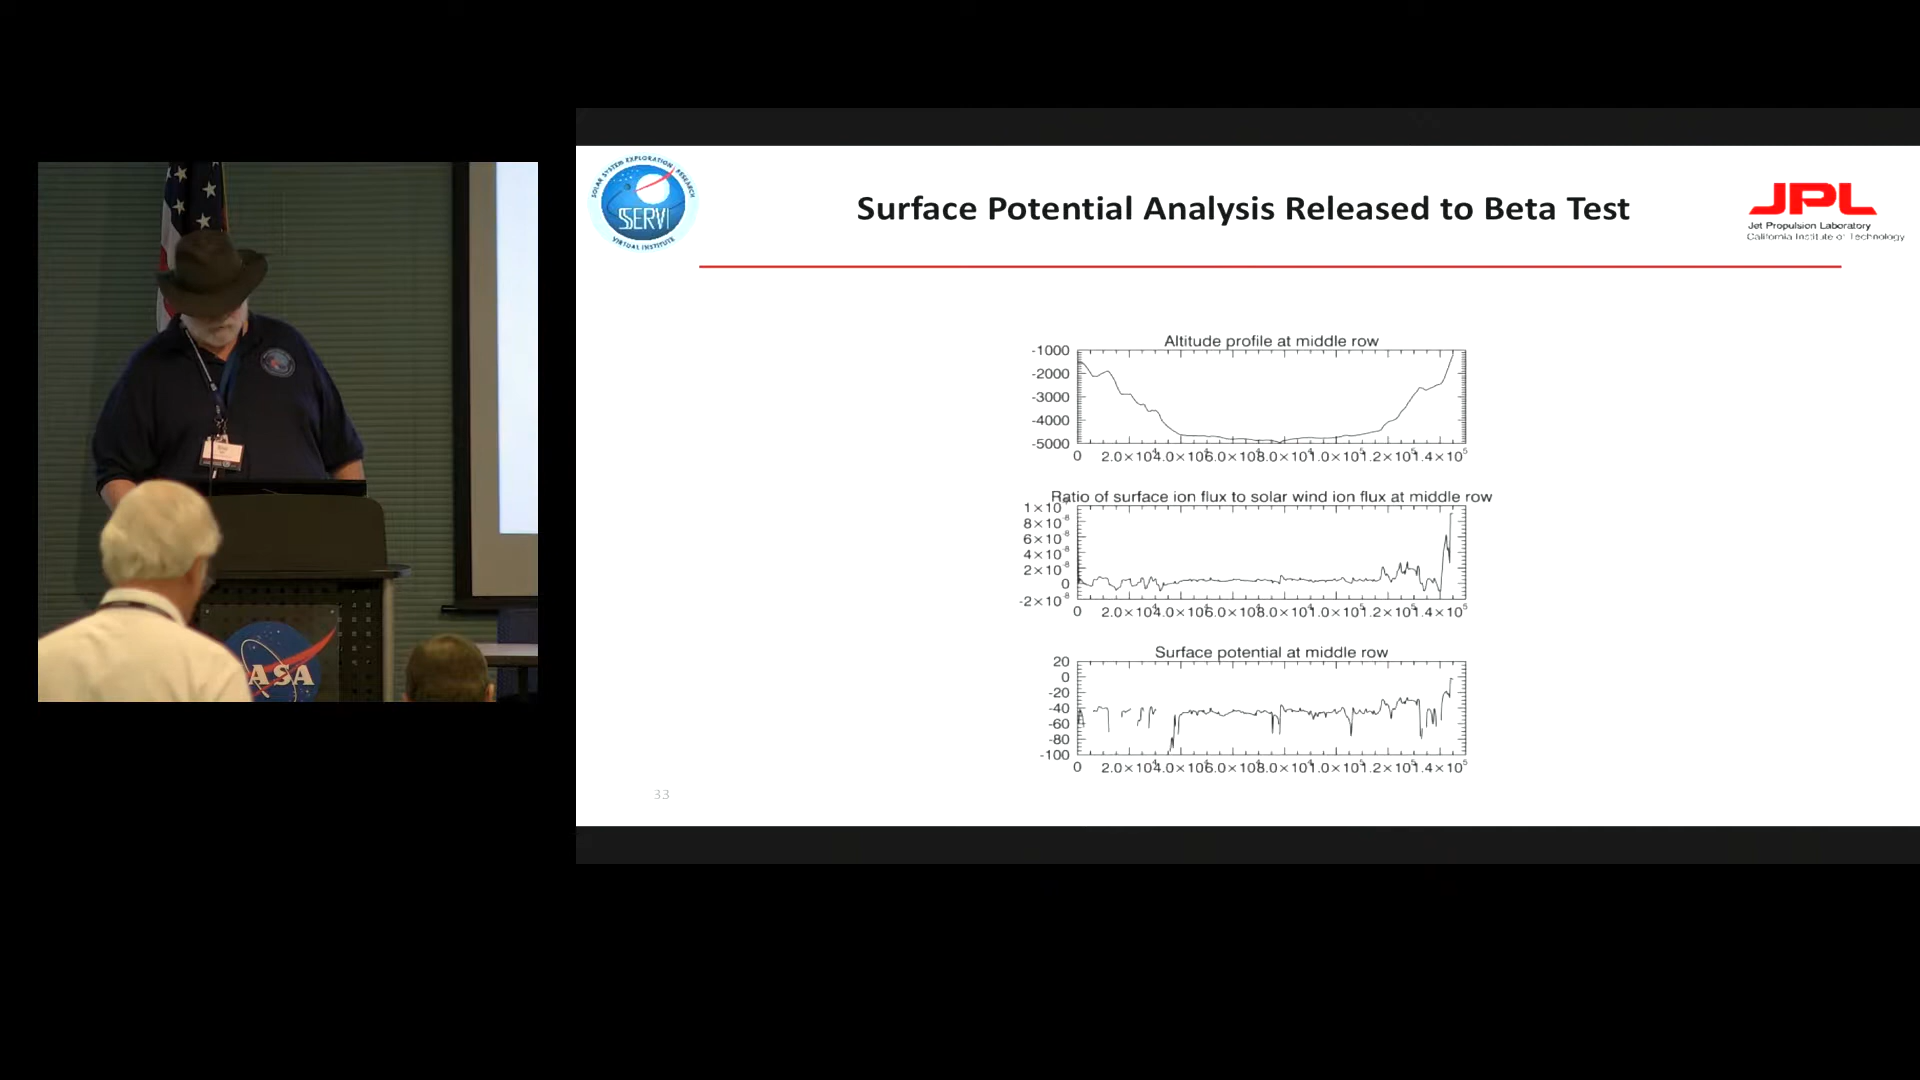 SOLAR SYSTEM EXPLORATION RESEARCH
SSERVI
VIRTUAL INSTITUTE
Surface Potential Analysis Released to Beta Test
JPL
Jet Propulsion Laboratory
California Institute of Technology
Altitude profile at middle row
-1000
-2000
-3000
-4000
-5000
0 2.0×10⁴ 4.0×10⁴ 6.0×10⁴ 8.0×10⁴ 1.0×10⁵ 1.2×10⁵ 1.4×10⁵
Ratio of surface ion flux to solar wind ion flux at middle row
1×10
8×10⁻⁸
6×10⁻⁸
4×10⁻⁸
2×10⁻⁸
0
-2×10⁻⁸
0 2.0×10⁴ 4.0×10⁴ 6.0×10⁴ 8.0×10⁴ 1.0×10⁵ 1.2×10⁵ 1.4×10⁵
Surface potential at middle row
20
0
-20
-40
-60
-80
-100
0 2.0×10⁴ 4.0×10⁴ 6.0×10⁴ 8.0×10⁴ 1.0×10⁵ 1.2×10⁵ 1.4×10⁵
33
ASA